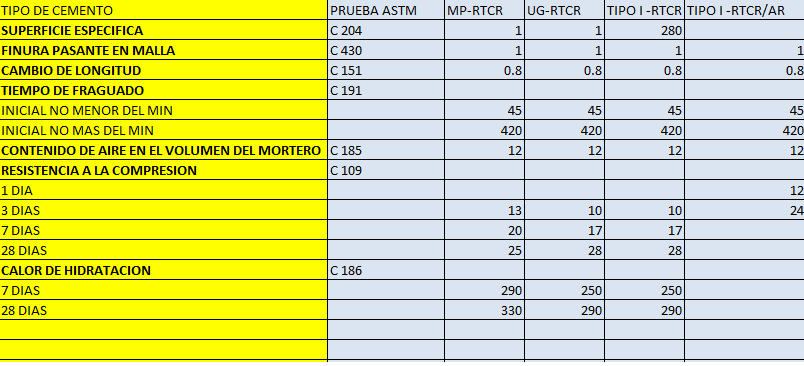 TIPO DE CEMENTO PRUEBA ASTM MP-RTCR UG-RTCR TIPO I -RTCR TIPO I -RTCR/AR
SUPERFICIE ESPECIFICA C 204 1 1 280
FINURA PASANTE EN MALLA C 430 1 1 1 1
CAMBIO DE LONGITUD C 151 0.8 0.8 0.8 0.8
TIEMPO DE FRAGUADO C 191
INICIAL NO MENOR DEL MIN 45 45 45 45
INICIAL NO MAS DEL MIN 420 420 420 420
CONTENIDO DE AIRE EN EL VOLUMEN DEL MORTERO C 185 12 12 12 12
RESISTENCIA A LA COMPRESION C 109
1 DIA 12
3 DIAS 13 10 10 24
7 DIAS 20 17 17
28 DIAS 25 28 28
CALOR DE HIDRATACION C 186
7 DIAS 290 250 250
28 DIAS 330 290 290